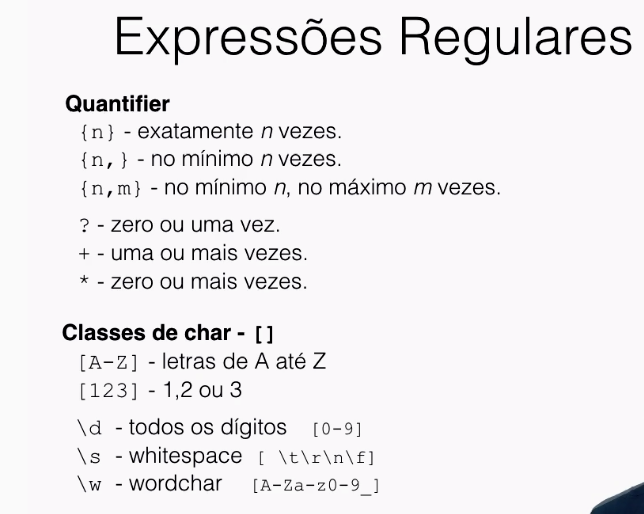 Expressões Regulares
Quantifier
{n} - exatamente n vezes.
{n,} - no mínimo n vezes.
{n,m} - no mínimo n, no máximo m vezes.
? - zero ou uma vez.
+ - uma ou mais vezes.
* - zero ou mais vezes.
Classes de char - []
[A-Z] - letras de A até Z
[123] - 1,2 ou 3
\d - todos os dígitos [0-9]
\s - whitespace [ \t\r\n\f]
\w - wordchar [A-Za-z0-9_]